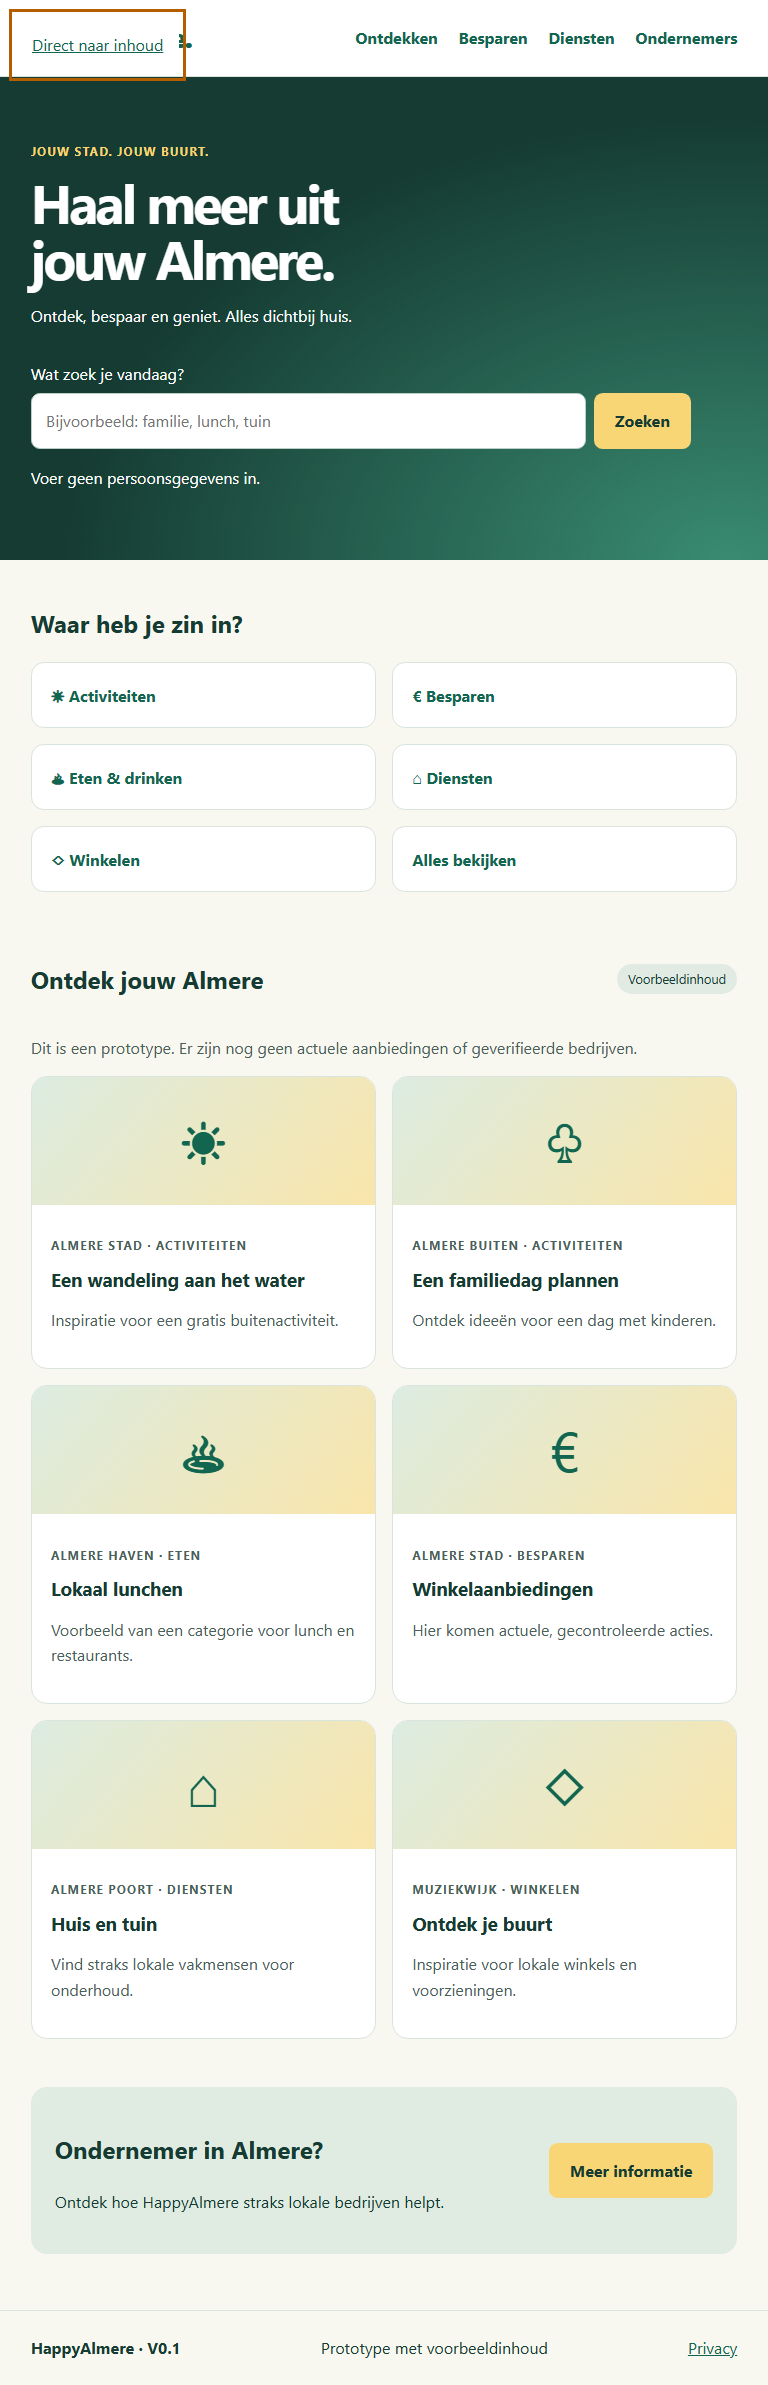 Direct naar inhoud
Ontdekken Besparen Diensten Ondernemers
JOUW STAD. JOUW BUURT.
Haal meer uit
jouw Almere.
Ontdek, bespaar en geniet. Alles dichtbij huis.
Wat zoek je vandaag?
Bijvoorbeeld: familie, lunch, tuin
Zoeken
Voer geen persoonsgegevens in.
Waar heb je zin in?
Activiteiten
€ Besparen
Eten & drinken
Diensten
Winkelen
Alles bekijken
Ontdek jouw Almere
Voorbeeldinhoud
Dit is een prototype. Er zijn nog geen actuele aanbiedingen of geverifieerde bedrijven.
ALMERE STAD · ACTIVITEITEN
Een wandeling aan het water
Inspiratie voor een gratis buitenactiviteit.
ALMERE BUITEN · ACTIVITEITEN
Een familiedag plannen
Ontdek ideeën voor een dag met kinderen.
ALMERE HAVEN · ETEN
Lokaal lunchen
Voorbeeld van een categorie voor lunch en
restaurants.
€
ALMERE STAD · BESPAREN
Winkelaanbiedingen
Hier komen actuele, gecontroleerde acties.
ALMERE POORT · DIENSTEN
Huis en tuin
Vind straks lokale vakmensen voor
onderhoud.
MUZIEKWIJK · WINKELEN
Ontdek je buurt
Inspiratie voor lokale winkels en
voorzieningen.
Ondernemer in Almere?
Ontdek hoe HappyAlmere straks lokale bedrijven helpt.
Meer informatie
HappyAlmere · V0.1
Prototype met voorbeeldinhoud
Privacy